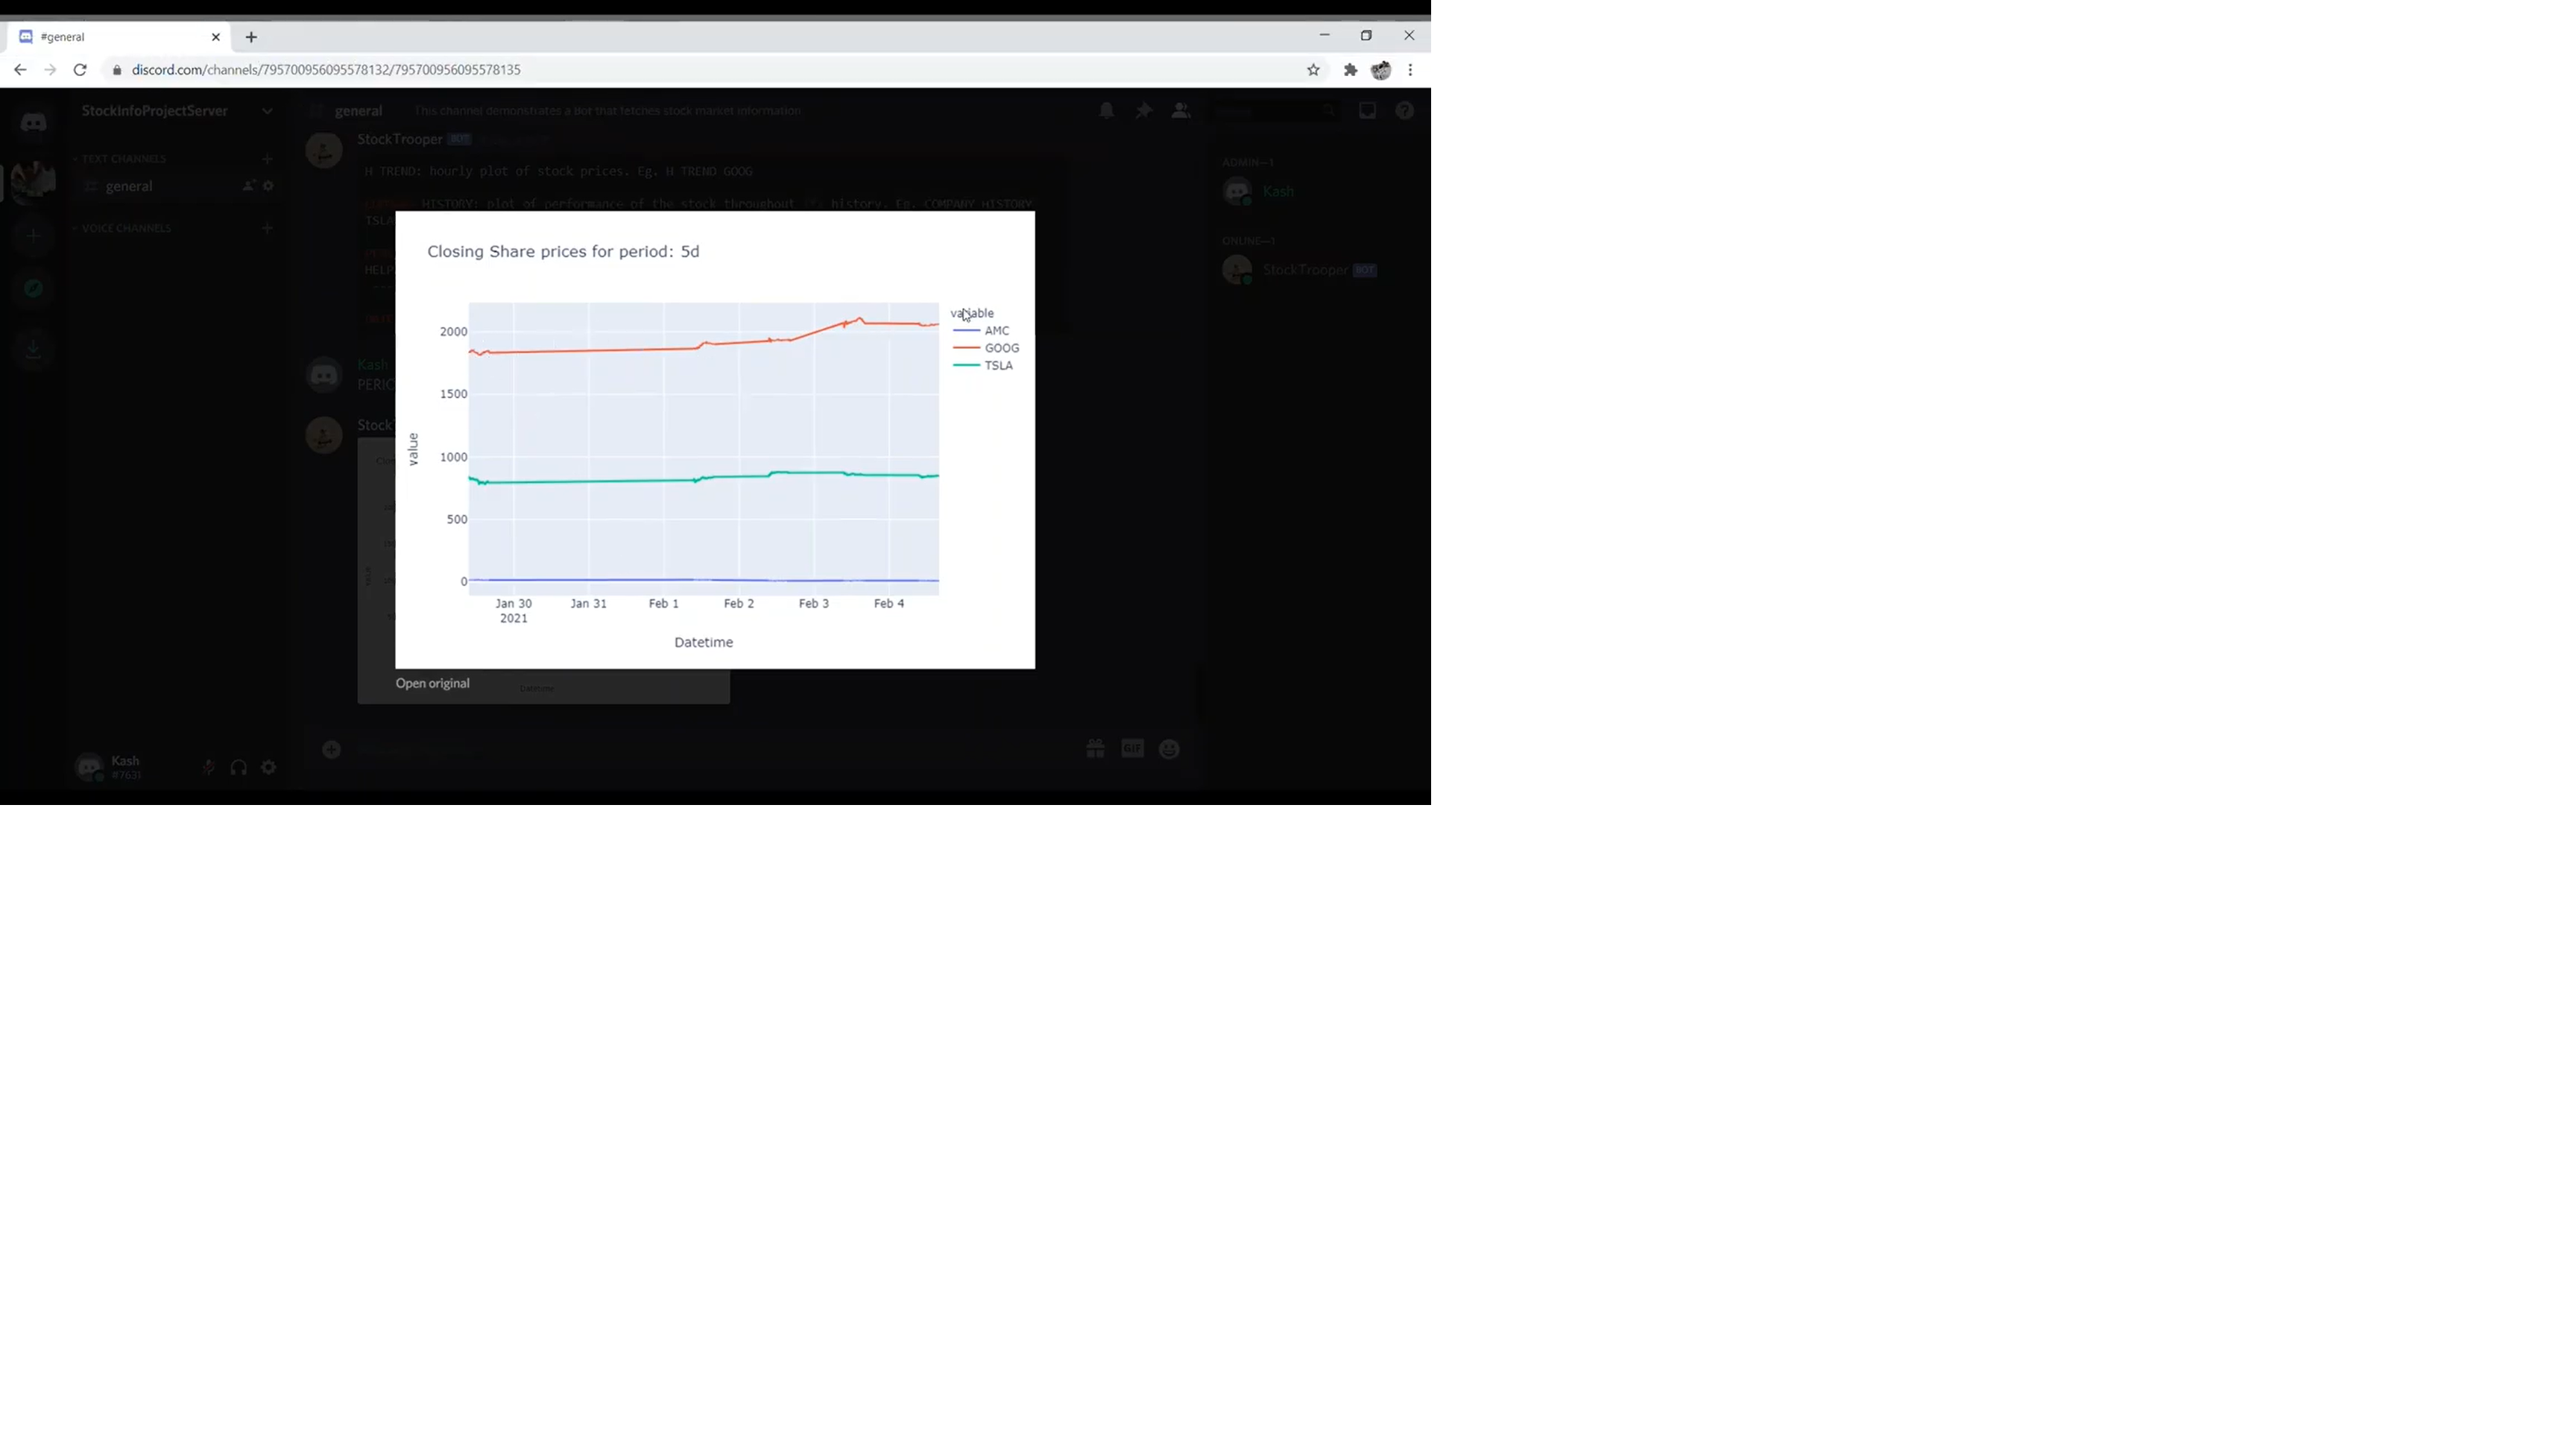 #general
discord.com/channels/795700956095578132/795700956095578135
StockInfoProjectServer
general
This channel demonstrates a Bot that fetches stock market information
TEXT CHANNELS
general
VOICE CHANNELS
StockTrooper BOT
H TREND: hourly plot of stock prices. Eg. H TREND GOOG
HISTORY: plot of performance of the stock throughout its history. Eg. COMPANY HISTORY
TSLA
HELP
Kash
PERIO
Stock
ADMIN—1
Kash
ONLINE—1
StockTrooper BOT
Closing Share prices for period: 5d
variable
AMC
GOOG
TSLA
value
2000
1500
1000
500
0
Jan 30
2021
Jan 31
Feb 1
Feb 2
Feb 3
Feb 4
Datetime
Open original
Datetime
GIF
Kash
#7631